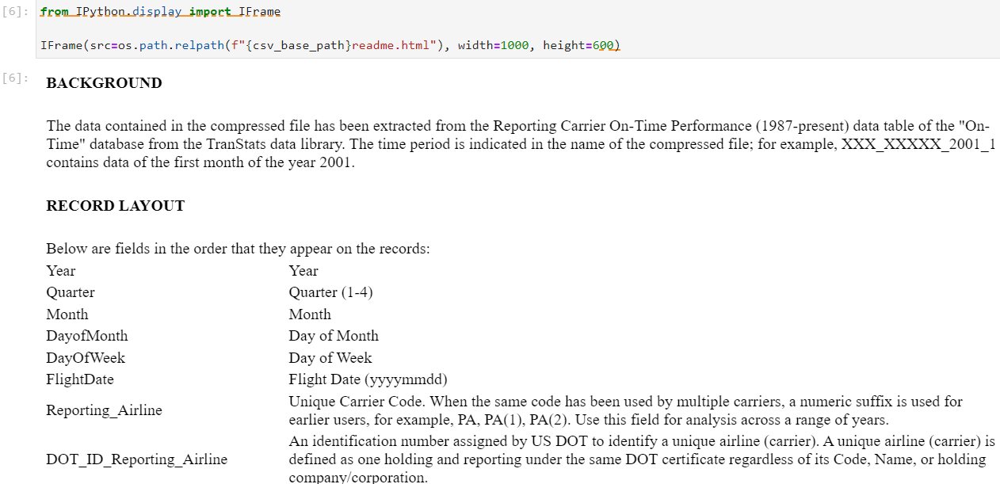 [6]: from IPython.display import IFrame
IFrame(src=os.path.relpath(f"{csv_base_path}readme.html"), width=1000, height=600)
[6]: BACKGROUND
The data contained in the compressed file has been extracted from the Reporting Carrier On-Time Performance (1987-present) data table of the "On-
Time" database from the TranStats data library. The time period is indicated in the name of the compressed file; for example, XXX_XXXXX_2001_1
contains data of the first month of the year 2001.
RECORD LAYOUT
Below are fields in the order that they appear on the records:
Year Year
Quarter Quarter (1-4)
Month Month
DayofMonth Day of Month
DayOfWeek Day of Week
FlightDate Flight Date (yyyymmdd)
Reporting_Airline Unique Carrier Code. When the same code has been used by multiple carriers, a numeric suffix is used for
earlier users, for example, PA, PA(1), PA(2). Use this field for analysis across a range of years.
An identification number assigned by US DOT to identify a unique airline (carrier). A unique airline (carrier) is
DOT_ID_Reporting_Airline defined as one holding and reporting under the same DOT certificate regardless of its Code, Name, or holding
company/corporation.